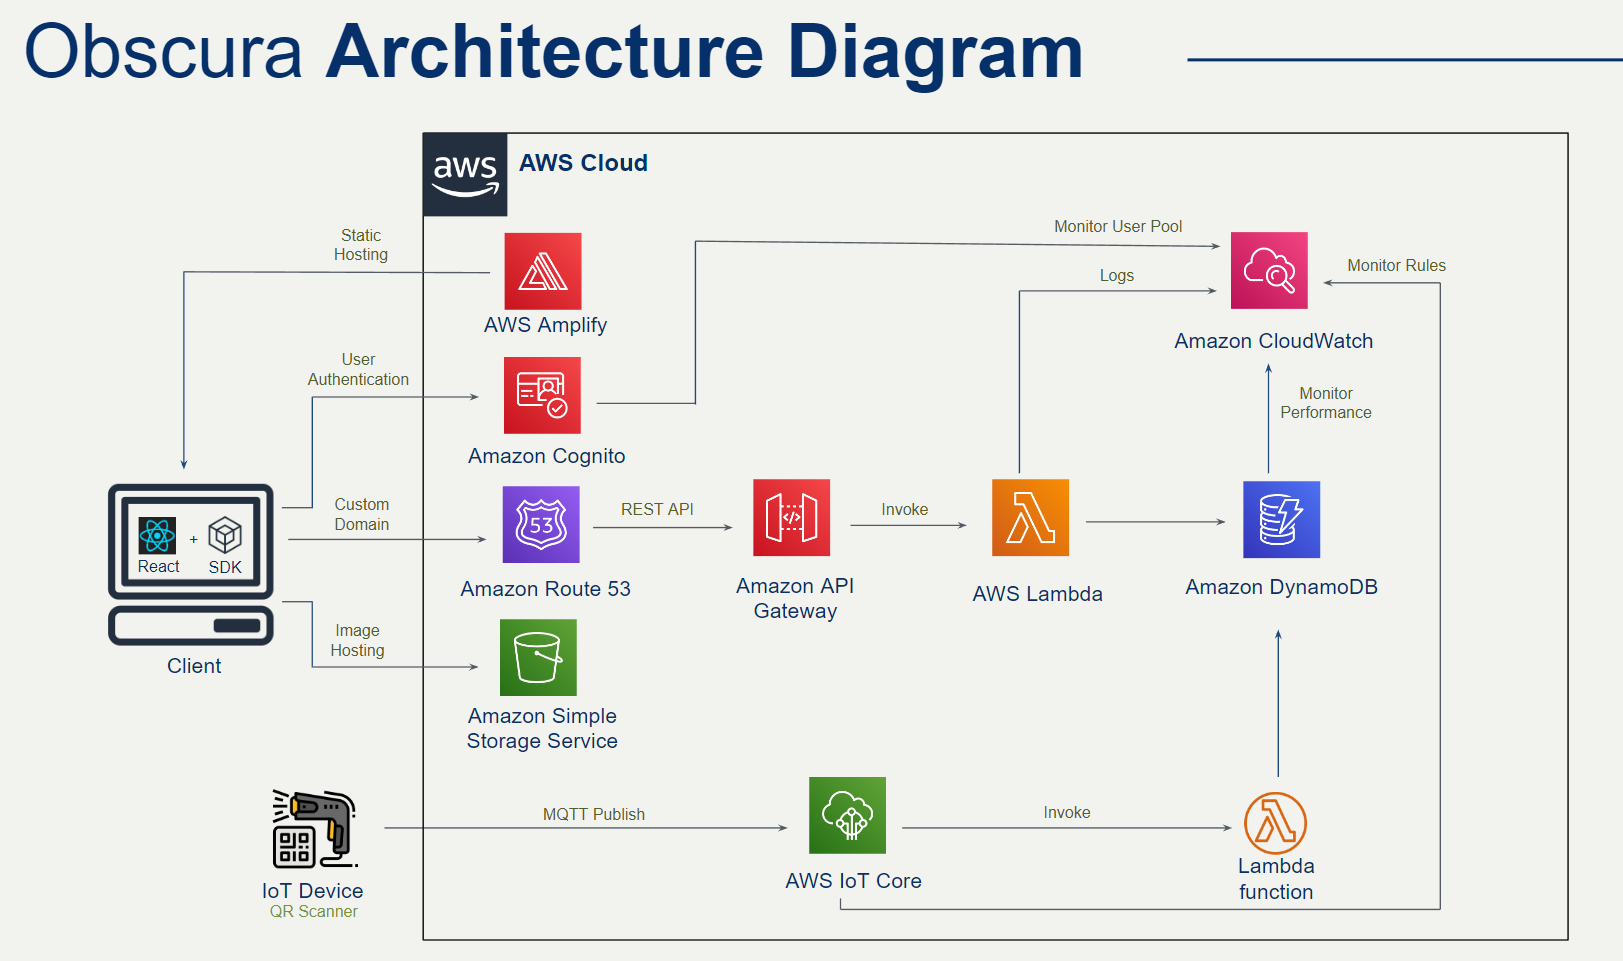 Obscura Architecture Diagram
aws
AWS Cloud
Static
Hosting
AWS Amplify
Monitor User Pool
Logs
Monitor Rules
Amazon CloudWatch
User
Authentication
Amazon Cognito
Monitor
Performance
Custom
Domain
React
+
SDK
Client
53
Amazon Route 53
REST API
</>
Amazon API
Gateway
Invoke
AWS Lambda
Amazon DynamoDB
Image
Hosting
Amazon Simple
Storage Service
IoT Device
QR Scanner
MQTT Publish
AWS IoT Core
Invoke
Lambda
function